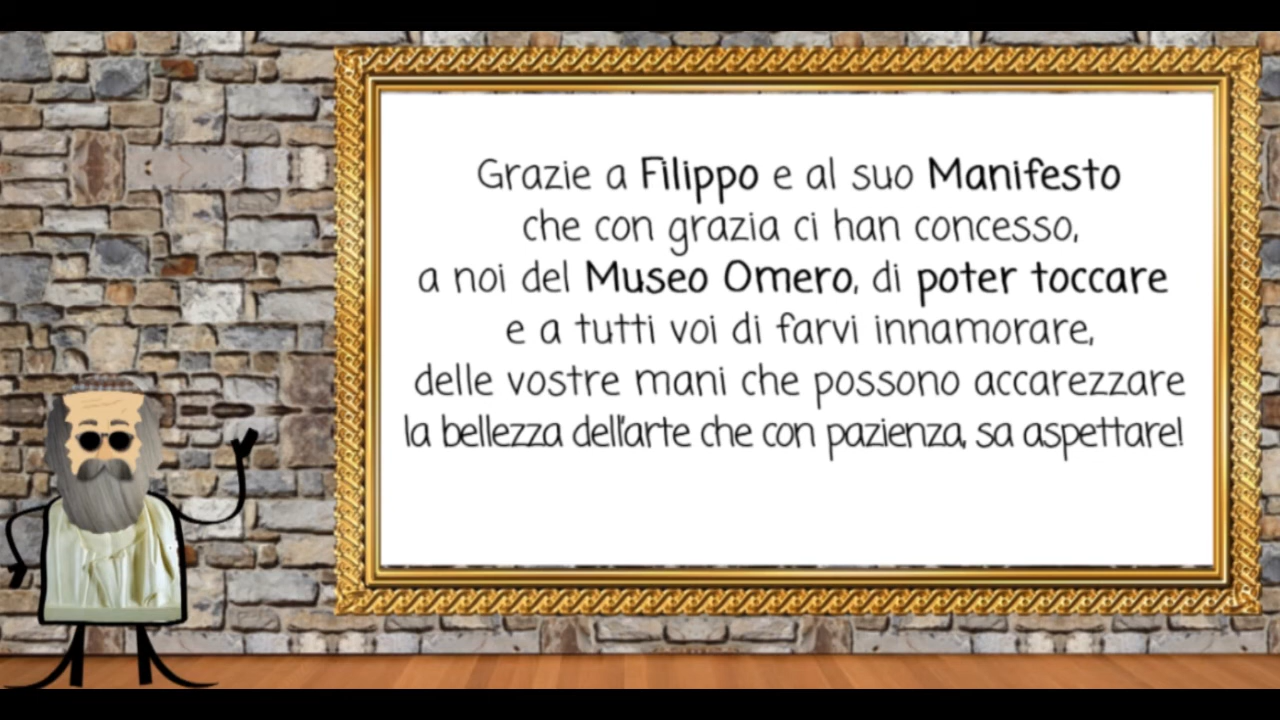 Grazie a Filippo e al suo Manifesto
che con grazia ci han concesso,
a noi del Museo Omero, di poter toccare
e a tutti voi di farvi innamorare,
delle vostre mani che possono accarezzare
la bellezza dell'arte che con pazienza, sa aspettare!